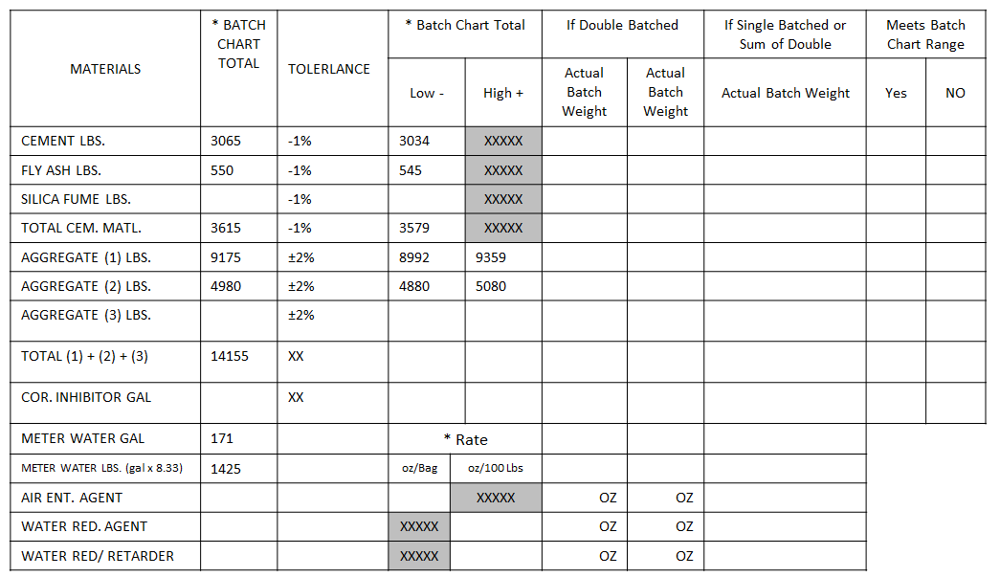 MATERIALS
* BATCH
CHART
TOTAL
TOLERLANCE
* Batch Chart Total
If Double Batched
If Single Batched or
Sum of Double
Meets Batch
Chart Range
Low -
High +
Actual
Batch
Weight
Actual
Batch
Weight
Actual Batch Weight
Yes
NO
CEMENT LBS. 3065 -1% 3034 XXXXX
FLY ASH LBS. 550 -1% 545 XXXXX
SILICA FUME LBS. -1% XXXXX
TOTAL CEM. MATL. 3615 -1% 3579 XXXXX
AGGREGATE (1) LBS. 9175 ±2% 8992 9359
AGGREGATE (2) LBS. 4980 ±2% 4880 5080
AGGREGATE (3) LBS. ±2%
TOTAL (1) + (2) + (3) 14155 XX
COR. INHIBITOR GAL XX
METER WATER GAL 171 * Rate
METER WATER LBS. (gal x 8.33) 1425 oz/Bag oz/100 Lbs
AIR ENT. AGENT XXXXX OZ OZ
WATER RED. AGENT XXXXX OZ OZ
WATER RED/ RETARDER XXXXX OZ OZ